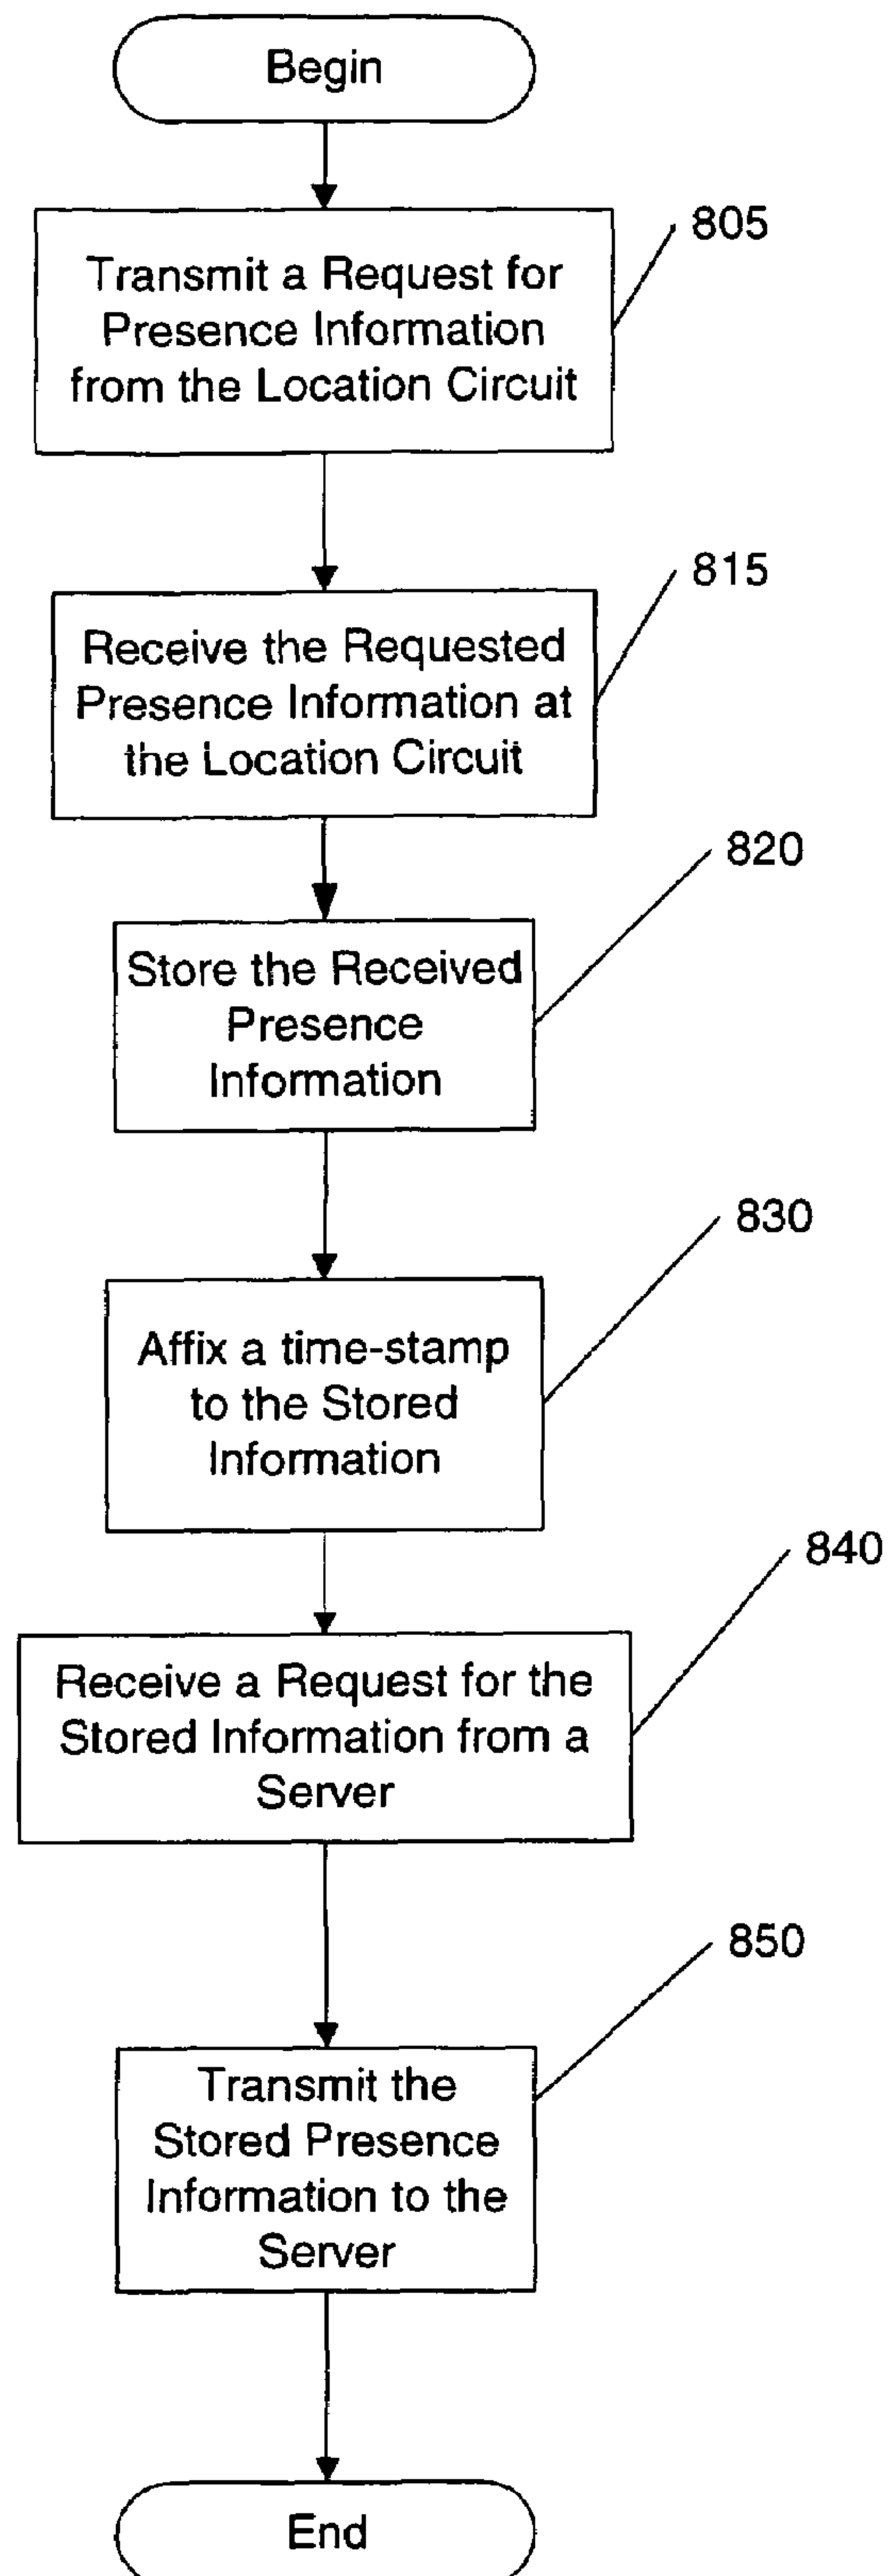 Begin
805
Transmit a Request for
Presence Information
from the Location Circuit
815
Receive the Requested
Presence Information at
the Location Circuit
820
Store the Received
Presence
Information
830
Affix a time-stamp
to the Stored
Information
840
Receive a Request for the
Stored Information from a
Server
850
Transmit the
Stored Presence
Information to the
Server
End